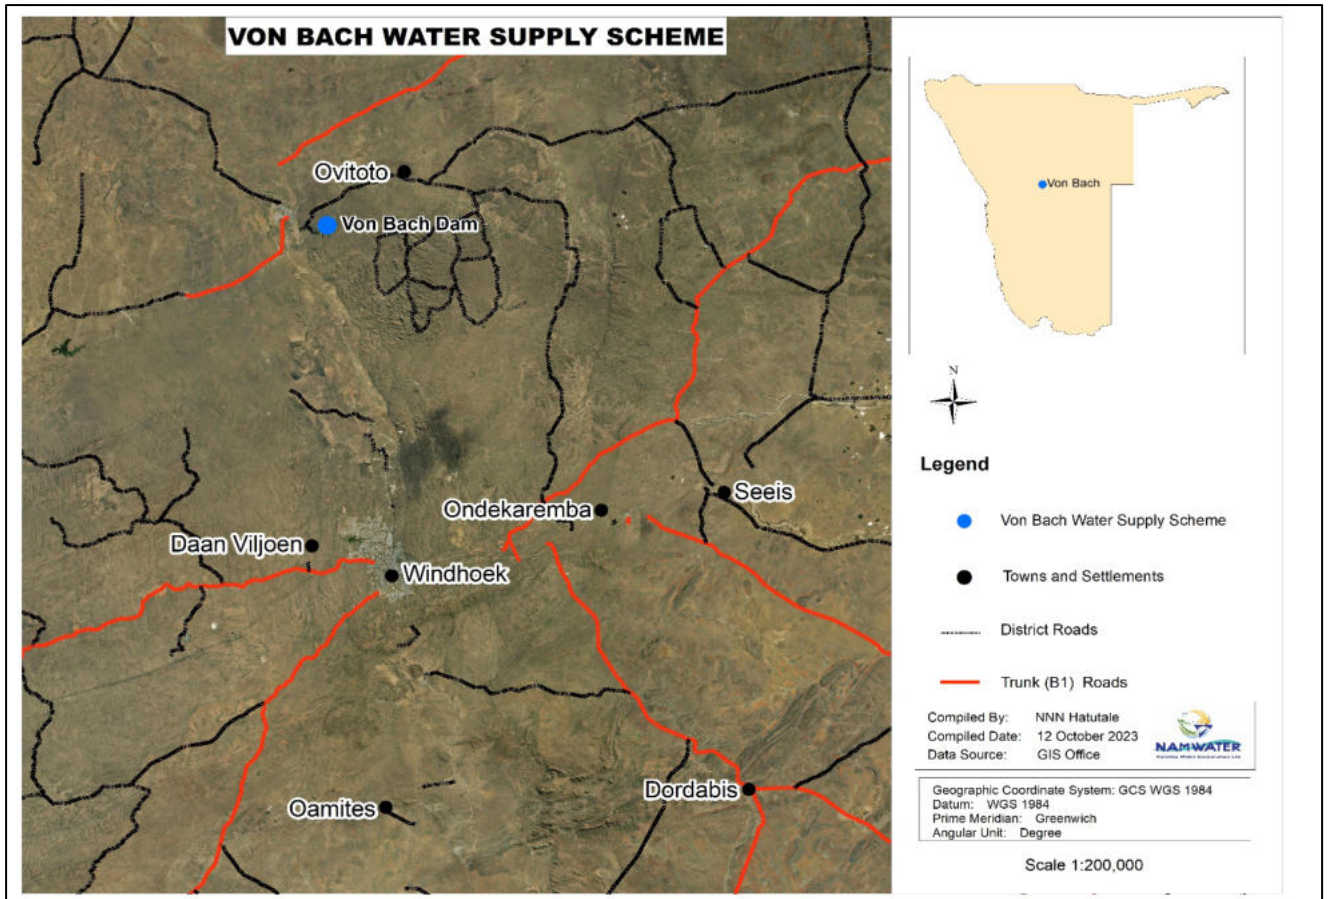 VON BACH WATER SUPPLY SCHEME
Ovitoto
Von Bach Dam
Ondekaremba
Seeis
Daan Viljoen
Windhoek
Dordabis
Oamites
Von Bach
N
Legend
Von Bach Water Supply Scheme
Towns and Settlements
District Roads
Trunk (B1) Roads
Compiled By: NNN Hatutale
Compiled Date: 12 October 2023
Data Source: GIS Office
NAMWATER
Geographic Coordinate System: GCS WGS 1984
Datum: WGS 1984
Prime Meridian: Greenwich
Angular Unit: Degree
Scale 1:200,000